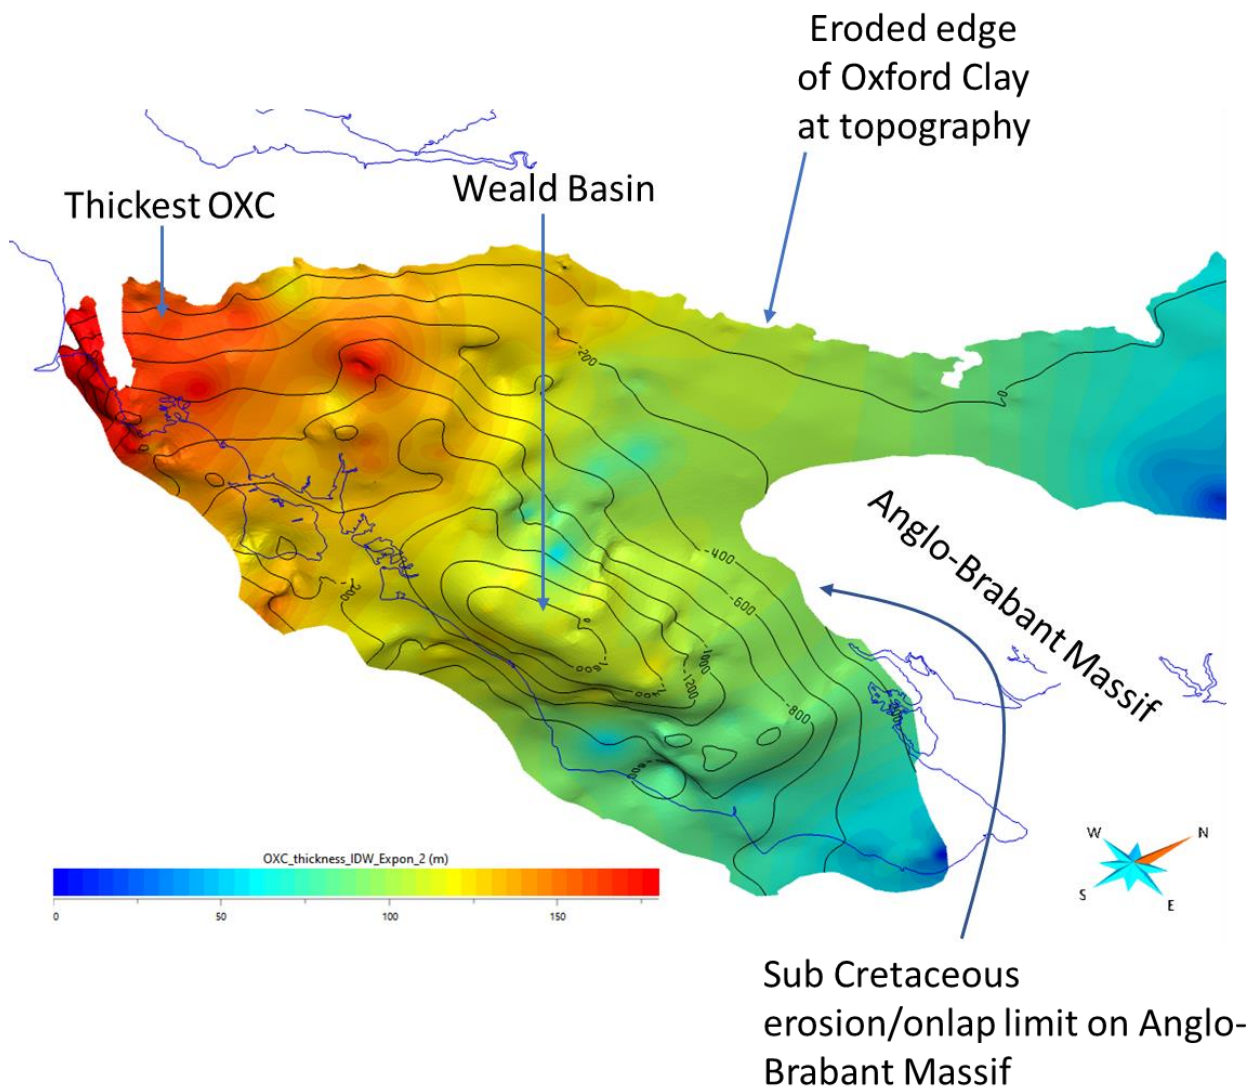 Eroded edge
of Oxford Clay
at topography
Thickest OXC
Weald Basin
-200
Anglo-Brabant Massif
-400
-600
-200
-1000
-1200
-800
OXC_thickness_IDW_Expon_2 (m)
0 50 100 150
W N
S E
Sub Cretaceous
erosion/onlap limit on Anglo-
Brabant Massif